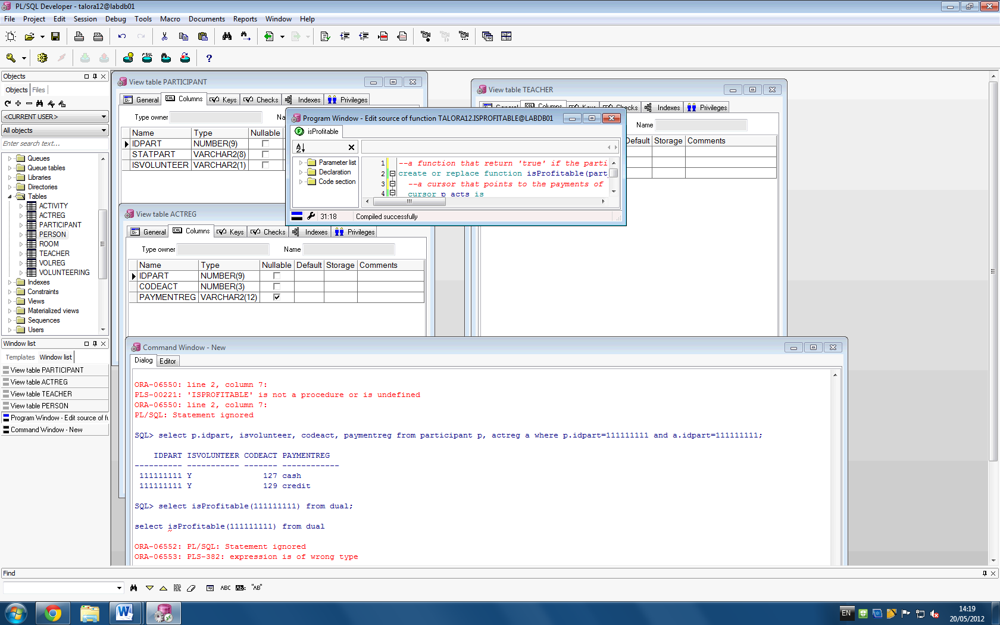 PL/SQL Developer - talora12@labdb01
File Project Edit Session Debug Tools Macro Documents Reports Window Help
Objects
Objects Files
<CURRENT USER>
All objects
Enter search text...
Queues
Queue tables
Libraries
Directories
Tables
ACTIVITY
ACTREG
PARTICIPANT
PERSON
ROOM
TEACHER
VOLREG
VOLUNTEERING
Indexes
Constraints
Views
Materialized views
Sequences
Users
Window list
Templates Window list
View table PARTICIPANT
View table ACTREG
View table TEACHER
View table PERSON
Program Window - Edit source of fu
Command Window - New
View table PARTICIPANT
General Columns Keys Checks Indexes Privileges
Type owner Na
Name Type Nullable
IDPART NUMBER(9)
STATPART VARCHAR2(8)
ISVOLUNTEER VARCHAR2(1)
View table TEACHER
General Columns Keys Checks Indexes Privileges
Name
Default Storage Comments
Program Window - Edit source of function TALORA12.ISPROFITABLE@LABDB01
isProfitable
Parameter list
Declaration
Code section
1 --a function that return 'true' if the parti
2 create or replace function isProfitable(part_
3 --a cursor that points to the payments of
4 cursor p_acts is
31:18 Compiled successfully
View table ACTREG
General Columns Keys Checks Indexes Privileges
Type owner Name
Name Type Nullable Default Storage Comments
IDPART NUMBER(9)
CODEACT NUMBER(3)
PAYMENTREG VARCHAR2(12)
Command Window - New
Dialog Editor
ORA-06550: line 2, column 7:
PLS-00221: 'ISPROFITABLE' is not a procedure or is undefined
ORA-06550: line 2, column 7:
PL/SQL: Statement ignored
SQL> select p.idpart, isvolunteer, codeact, paymentreg from participant p, actreg a where p.idpart=111111111 and a.idpart=111111111;
IDPART ISVOLUNTEER CODEACT PAYMENTREG
---------- ----------- ------- ------------
111111111 Y 127 cash
111111111 Y 129 credit
SQL> select isProfitable(111111111) from dual;
select isProfitable(111111111) from dual
ORA-06552: PL/SQL: Statement ignored
ORA-06553: PLS-382: expression is of wrong type
Find
ABC "AB"
EN
14:19
20/05/2012